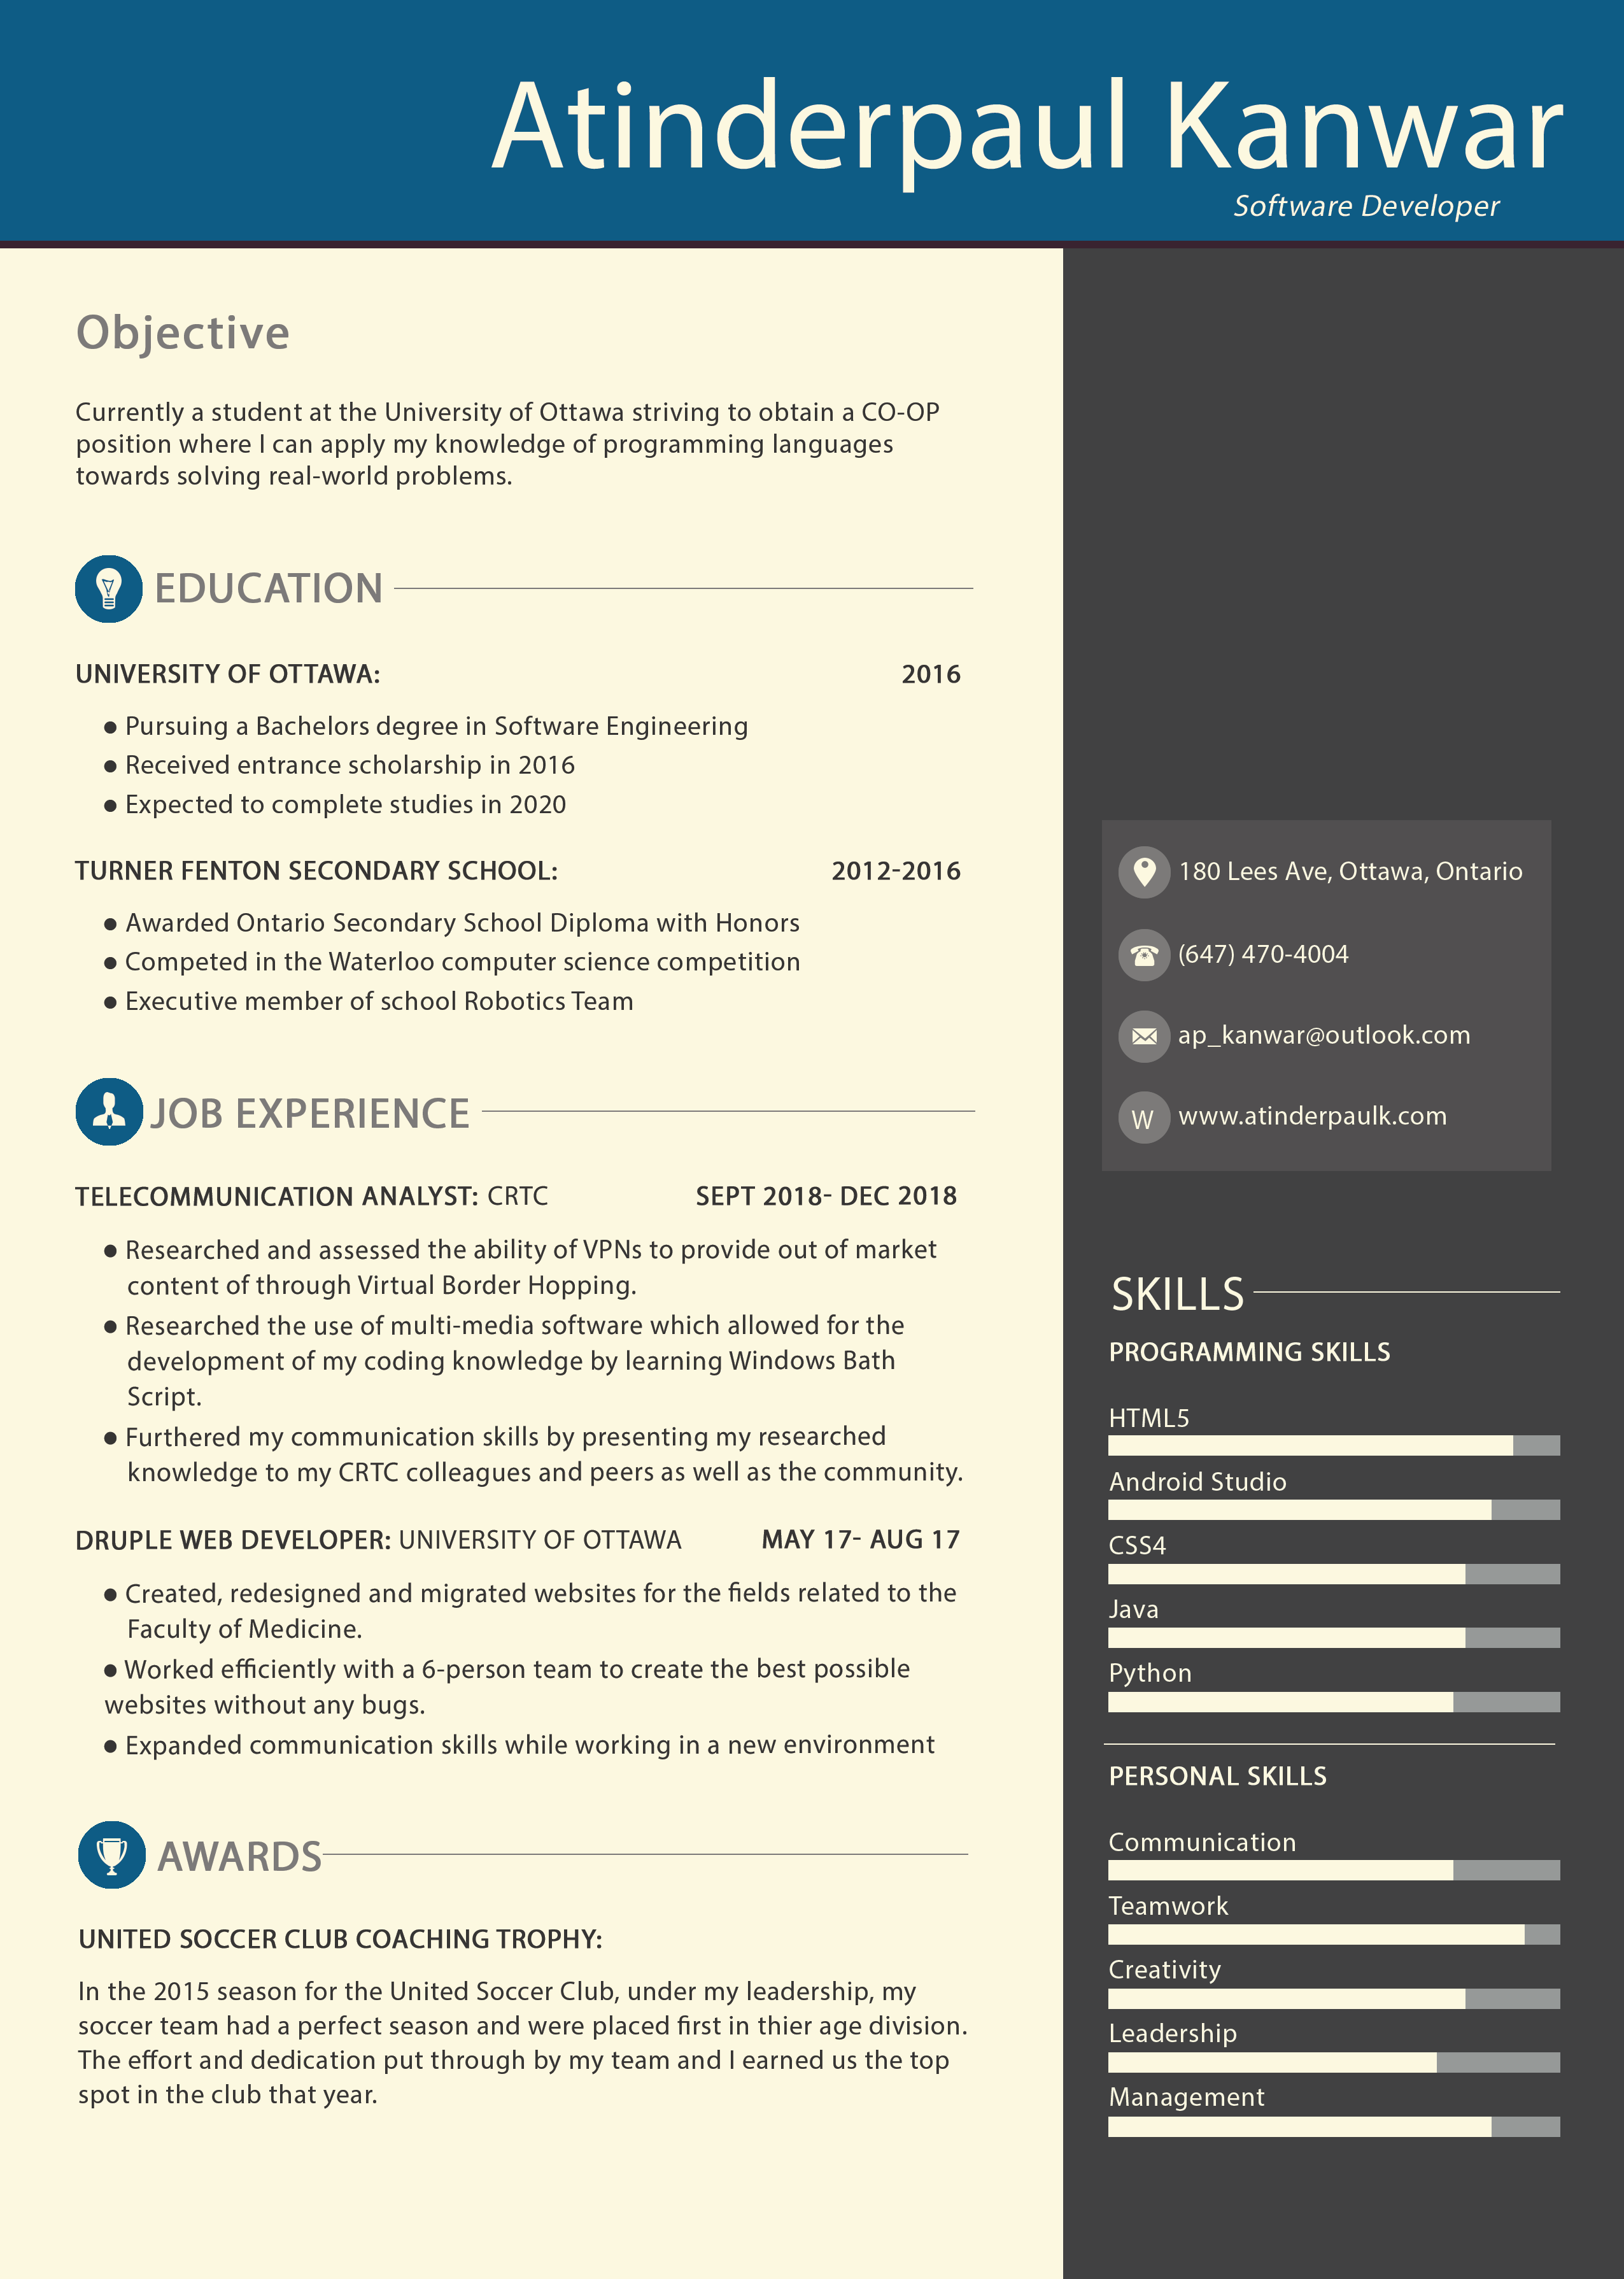 Atinderpaul Kanwar
Software Developer
Objective
Currently a student at the University of Ottawa striving to obtain a CO-OP
position where I can apply my knowledge of programming languages
towards solving real-world problems.
EDUCATION
UNIVERSITY OF OTTAWA: 2016
● Pursuing a Bachelors degree in Software Engineering
● Received entrance scholarship in 2016
● Expected to complete studies in 2020
TURNER FENTON SECONDARY SCHOOL: 2012-2016
● Awarded Ontario Secondary School Diploma with Honors
● Competed in the Waterloo computer science competition
● Executive member of school Robotics Team
JOB EXPERIENCE
TELECOMMUNICATION ANALYST: CRTC SEPT 2018- DEC 2018
● Researched and assessed the ability of VPNs to provide out of market
content of through Virtual Border Hopping.
● Researched the use of multi-media software which allowed for the
development of my coding knowledge by learning Windows Bath
Script.
● Furthered my communication skills by presenting my researched
knowledge to my CRTC colleagues and peers as well as the community.
DRUPLE WEB DEVELOPER: UNIVERSITY OF OTTAWA MAY 17- AUG 17
● Created, redesigned and migrated websites for the fields related to the
Faculty of Medicine.
● Worked efficiently with a 6-person team to create the best possible
websites without any bugs.
● Expanded communication skills while working in a new environment
AWARDS
UNITED SOCCER CLUB COACHING TROPHY:
In the 2015 season for the United Soccer Club, under my leadership, my
soccer team had a perfect season and were placed first in thier age division.
The effort and dedication put through by my team and I earned us the top
spot in the club that year.
180 Lees Ave, Ottawa, Ontario
(647) 470-4004
ap_kanwar@outlook.com
W www.atinderpaulk.com
SKILLS
PROGRAMMING SKILLS
HTML5
Android Studio
CSS4
Java
Python
PERSONAL SKILLS
Communication
Teamwork
Creativity
Leadership
Management